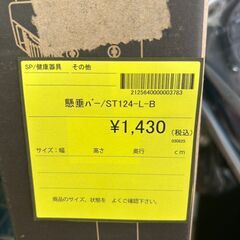 SP/健康器具　その他
2125640000003783
懸垂バー/ST124-L-B
¥1,430(税込)
030623
サイズ:幅　高さ　奥行　cm
商品のサイズ、状態を　よくご確認下さい。